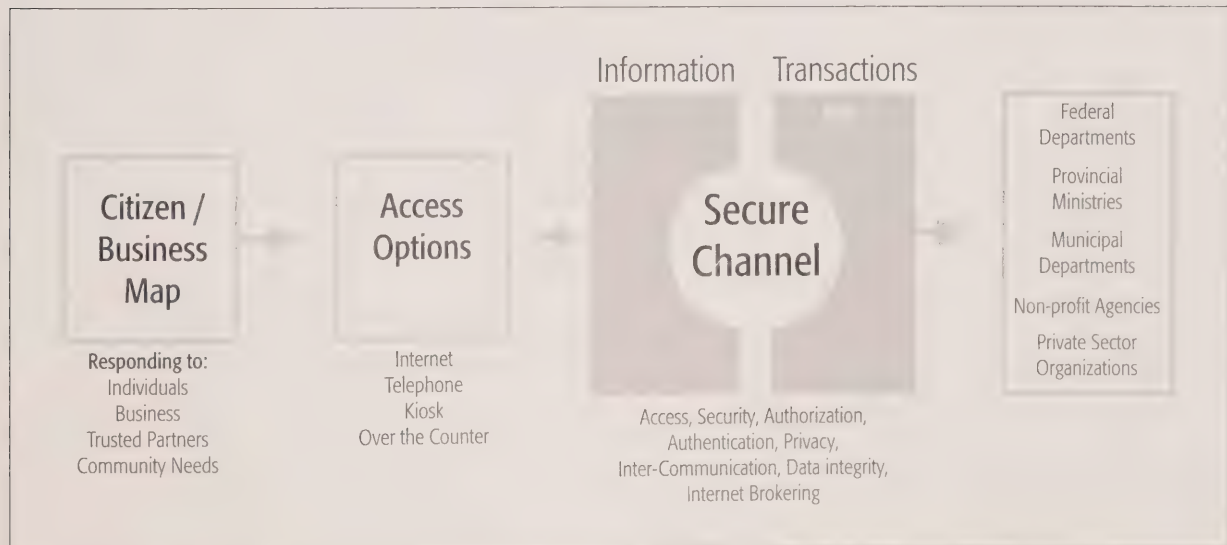 Citizen /
Business
Map
Responding to:
Individuals
Business
Trusted Partners
Community Needs
Access
Options
Internet
Telephone
Kiosk
Over the Counter
Information Transactions
Secure
Channel
Access, Security, Authorization,
Authentication, Privacy,
Inter-Communication, Data integrity,
Internet Brokering
Federal
Departments
Provincial
Ministries
Municipal
Departments
Non-profit Agencies
Private Sector
Organizations